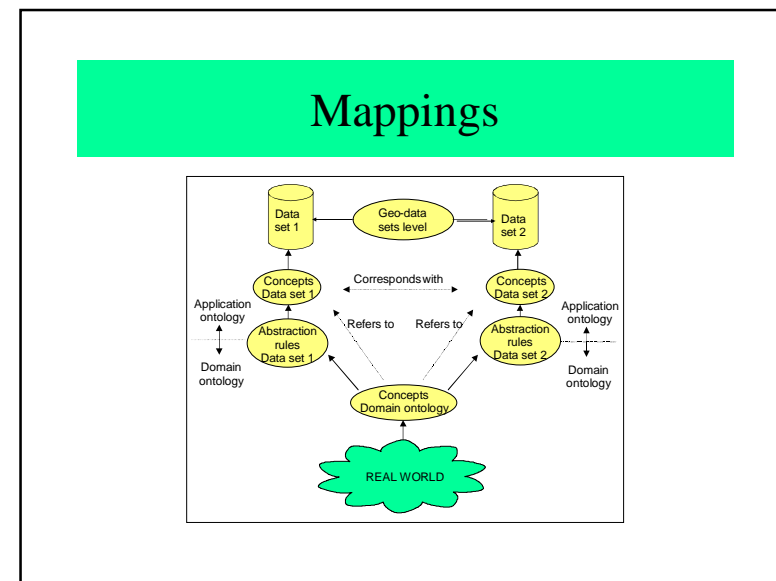 Mappings
Data
set 1
Geo-data
sets level
Data
set 2
Concepts
Data set 1
Corresponds with
Concepts
Data set 2
Application
ontology
Abstraction
rules
Data set 1
Refers to
Refers to
Abstraction
rules
Data set 2
Application
ontology
Domain
ontology
Domain
ontology
Concepts
Domain ontology
REAL WORLD